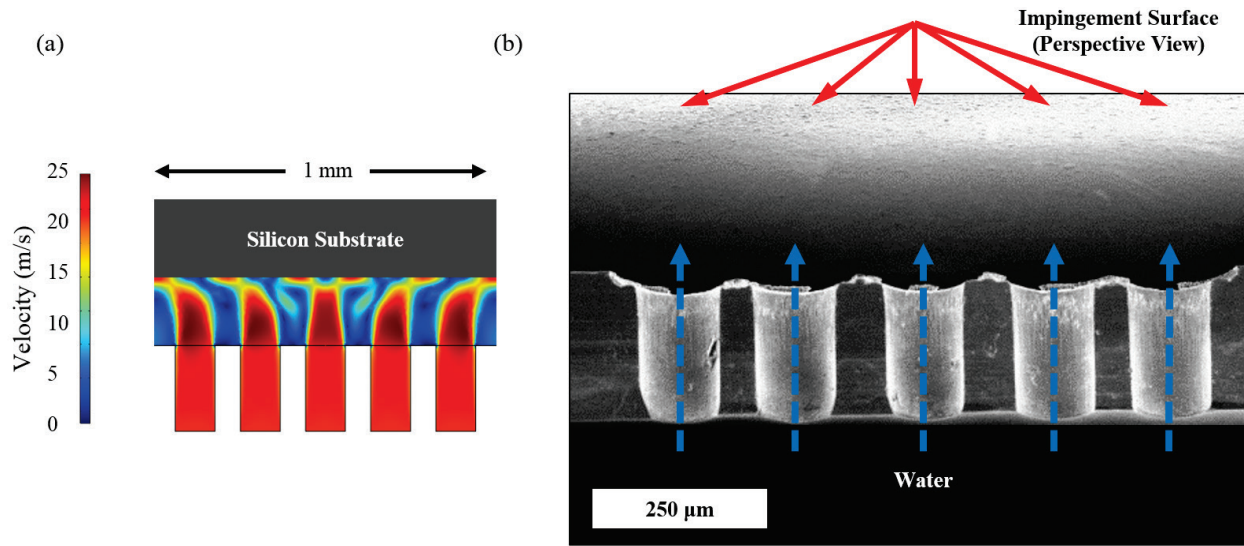 (a)
(b)
Impingement Surface
(Perspective View)
1 mm
25
20
15
10
5
0
Velocity (m/s)
Silicon Substrate
Water
250 μm